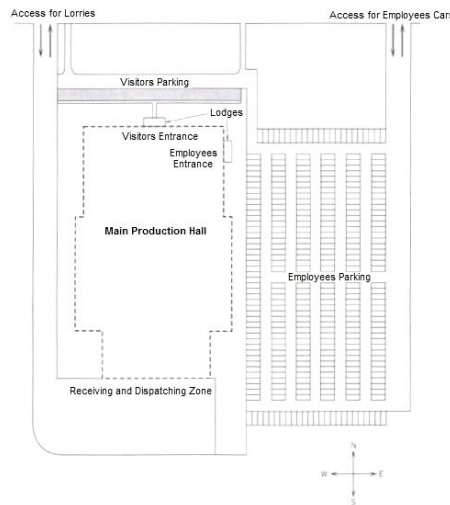 Access for Lorries
Access for Employees Cars
Visitors Parking
Lodges
Visitors Entrance
Employees
Entrance
Main Production Hall
Employees Parking
Receiving and Dispatching Zone
N
W
E
S